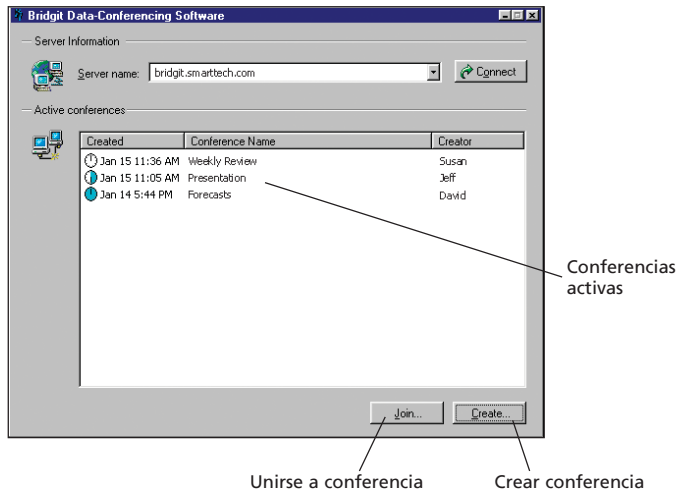 Bridgit Data-Conferencing Software
Server Information
Server name: bridgit.smarttech.com Connect
Active conferences
Created Conference Name Creator
Jan 15 11:36 AM Weekly Review Susan
Jan 15 11:05 AM Presentation Jeff
Jan 14 5:44 PM Forecasts David
Conferencias
activas
Join... Create...
Unirse a conferencia Crear conferencia